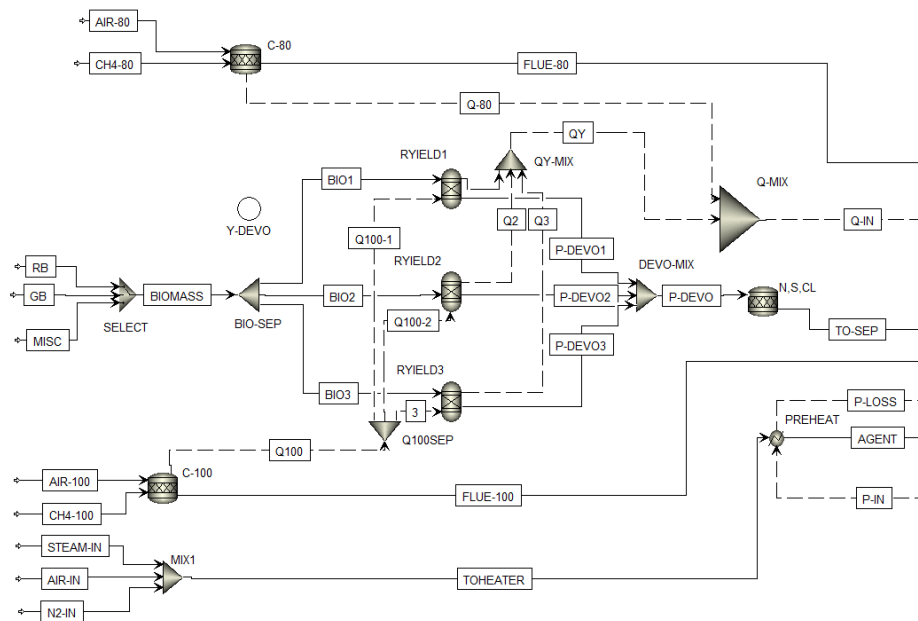 AIR-80
C-80
CH4-80
FLUE-80
Q-80
QY
RYIELD1
QY-MIX
BIO1
Q-MIX
Q2
Q3
Y-DEVO
Q-IN
Q100-1
P-DEVO1
RB
RYIELD2
DEVO-MIX
GB
BIOMASS
BIO2
P-DEVO2
P-DEVO
N,S,CL
SELECT
BIO-SEP
Q100-2
TO-SEP
MISC
P-DEVO3
RYIELD3
BIO3
P-LOSS
3
PREHEAT
Q100
Q100SEP
AGENT
AIR-100
C-100
FLUE-100
P-IN
CH4-100
STEAM-IN
MIX1
AIR-IN
TOHEATER
N2-IN